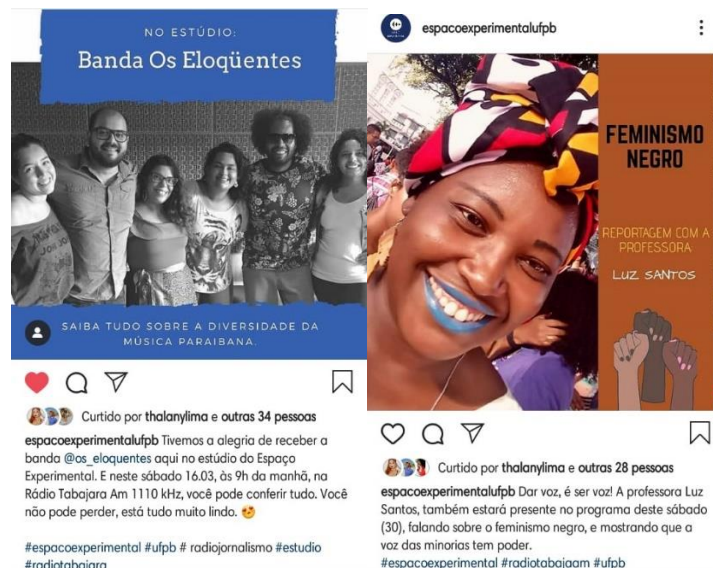 NO ESTÚDIO:
Banda Os Eloqüentes
SAIBA TUDO SOBRE A DIVERSIDADE DA
MÚSICA PARAIBANA.
Curtido por thalanylima e outras 34 pessoas
espacoexperimentalufpb Tivemos a alegria de receber a
banda @os_eloquentes aqui no estúdio do Espaço
Experimental. E neste sábado 16.03, às 9h da manhã, na
Rádio Tabajara Am 1110 kHz, você pode conferir tudo. Você
não pode perder, está tudo muito lindo.
#espacoexperimental #ufpb # radiojornalismo #estudio
#radiotabajara
espacoexperimentalufpb
FEMINISMO
NEGRO
REPORTAGEM COM A
PROFESSORA
LUZ SANTOS
Curtido por thalanylima e outras 28 pessoas
espacoexperimentalufpb Dar voz, é ser voz! A professora Luz
Santos, também estará presente no programa deste sábado
(30), falando sobre o feminismo negro, e mostrando que a
voz das minorias tem poder.
#espacoexperimental #radiotabajaam #ufpb